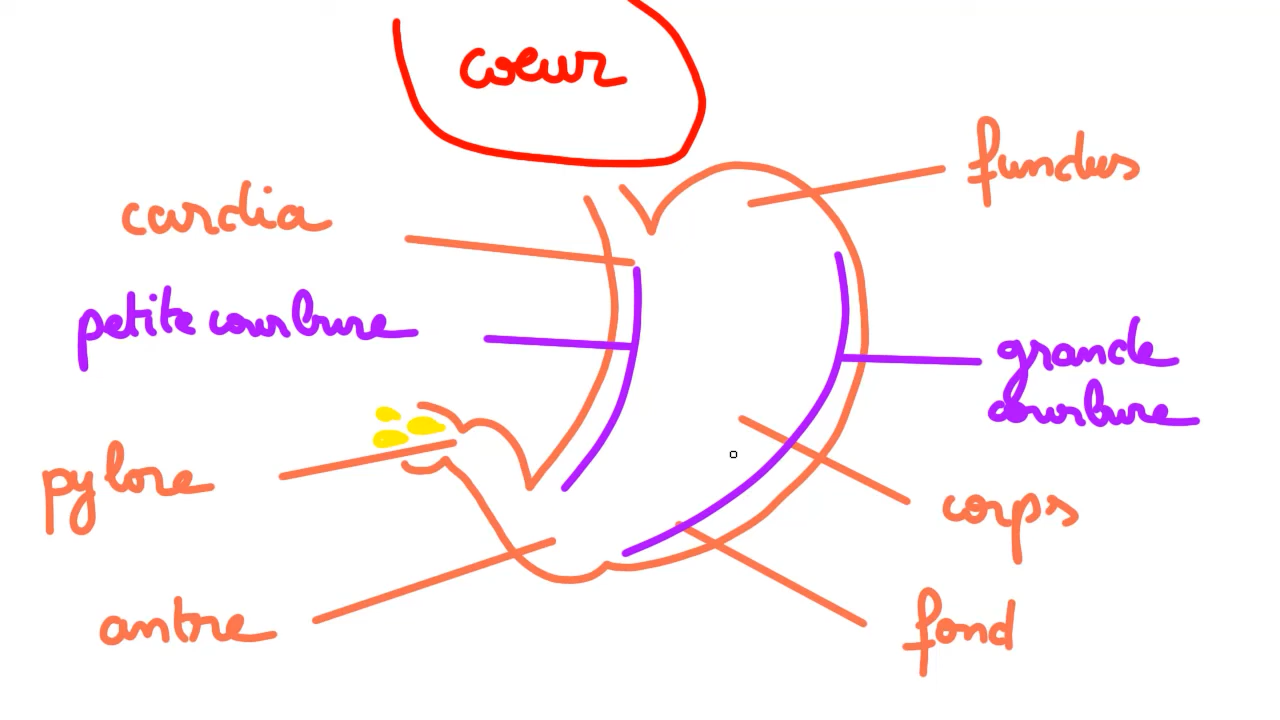 coeur
fundus
cardia
petite courbure
grande
courbure
pylore
corps
antre
fond